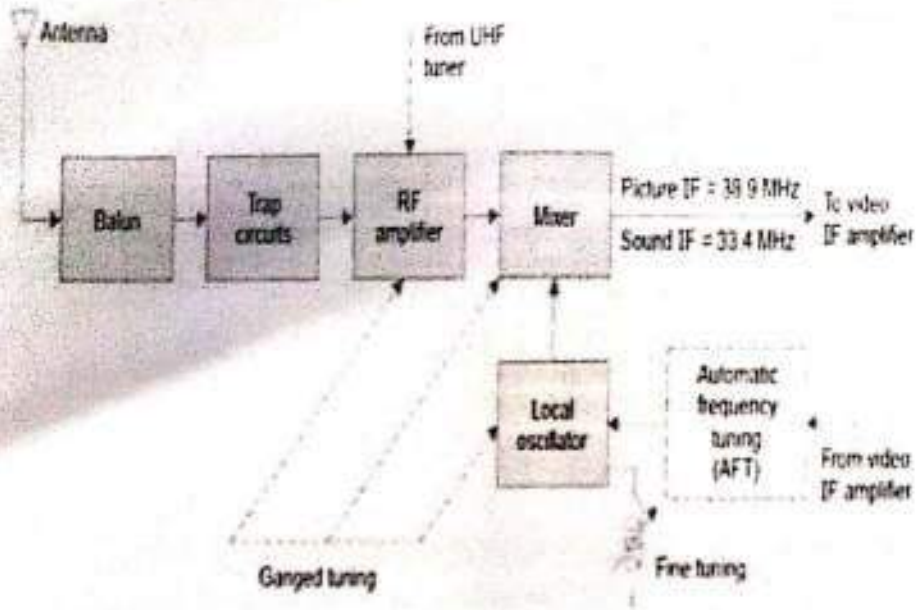 Antenna
From UHF
tuner
Balun
Trap
circuits
RF
amplifier
Mixer
Picture IF = 38.9 MHz
Sound IF = 33.4 MHz
To video
IF amplifier
Local
oscillator
Automatic
frequency
tuning
(AFT)
From video
IF amplifier
Ganged tuning
Fine tuning